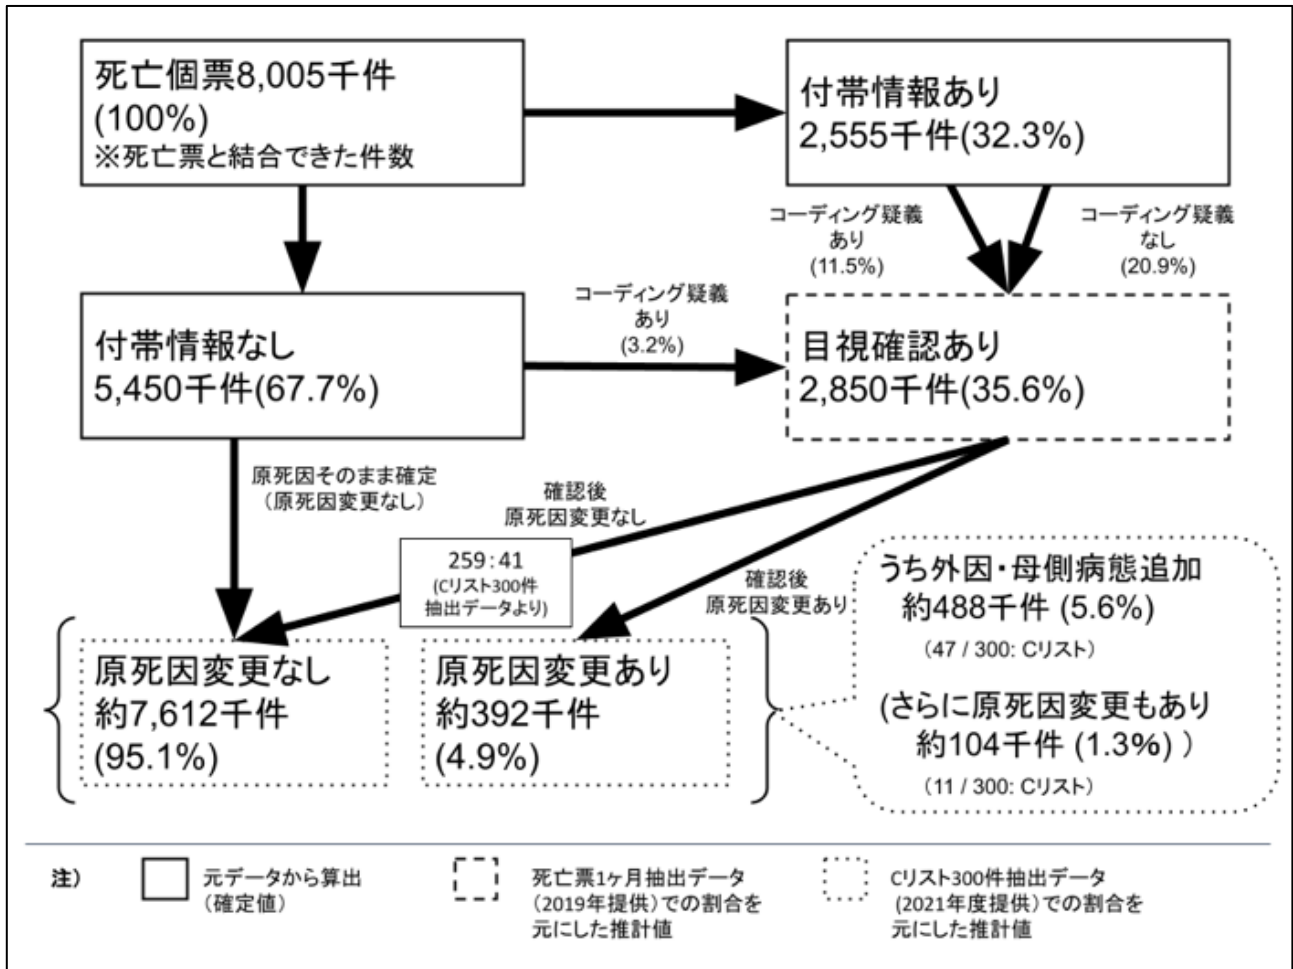 死亡個票8,005千件
(100%)
※死亡票と結合できた件数
付帯情報あり
2,555千件(32.3%)
コーディング疑義
あり
(11.5%)
コーディング疑義
なし
(20.9%)
付帯情報なし
5,450千件(67.7%)
コーディング疑義
あり
(3.2%)
目視確認あり
2,850千件(35.6%)
原死因そのまま確定
（原死因変更なし）
確認後
原死因変更なし
259：41
(Cリスト300件
抽出データより)
確認後
原死因変更あり
原死因変更なし
約7,612千件
(95.1%)
原死因変更あり
約392千件
(4.9%)
うち外因・母側病態追加
約488千件 (5.6%)
（47 / 300: Cリスト）
(さらに原死因変更もあり
約104千件 (1.3%) ）
（11 / 300: Cリスト）
注）
元データから算出
（確定値）
死亡票1ヶ月抽出データ
（2019年提供）での割合を
元にした推計値
Cリスト300件抽出データ
(2021年度提供）での割合を
元にした推計値